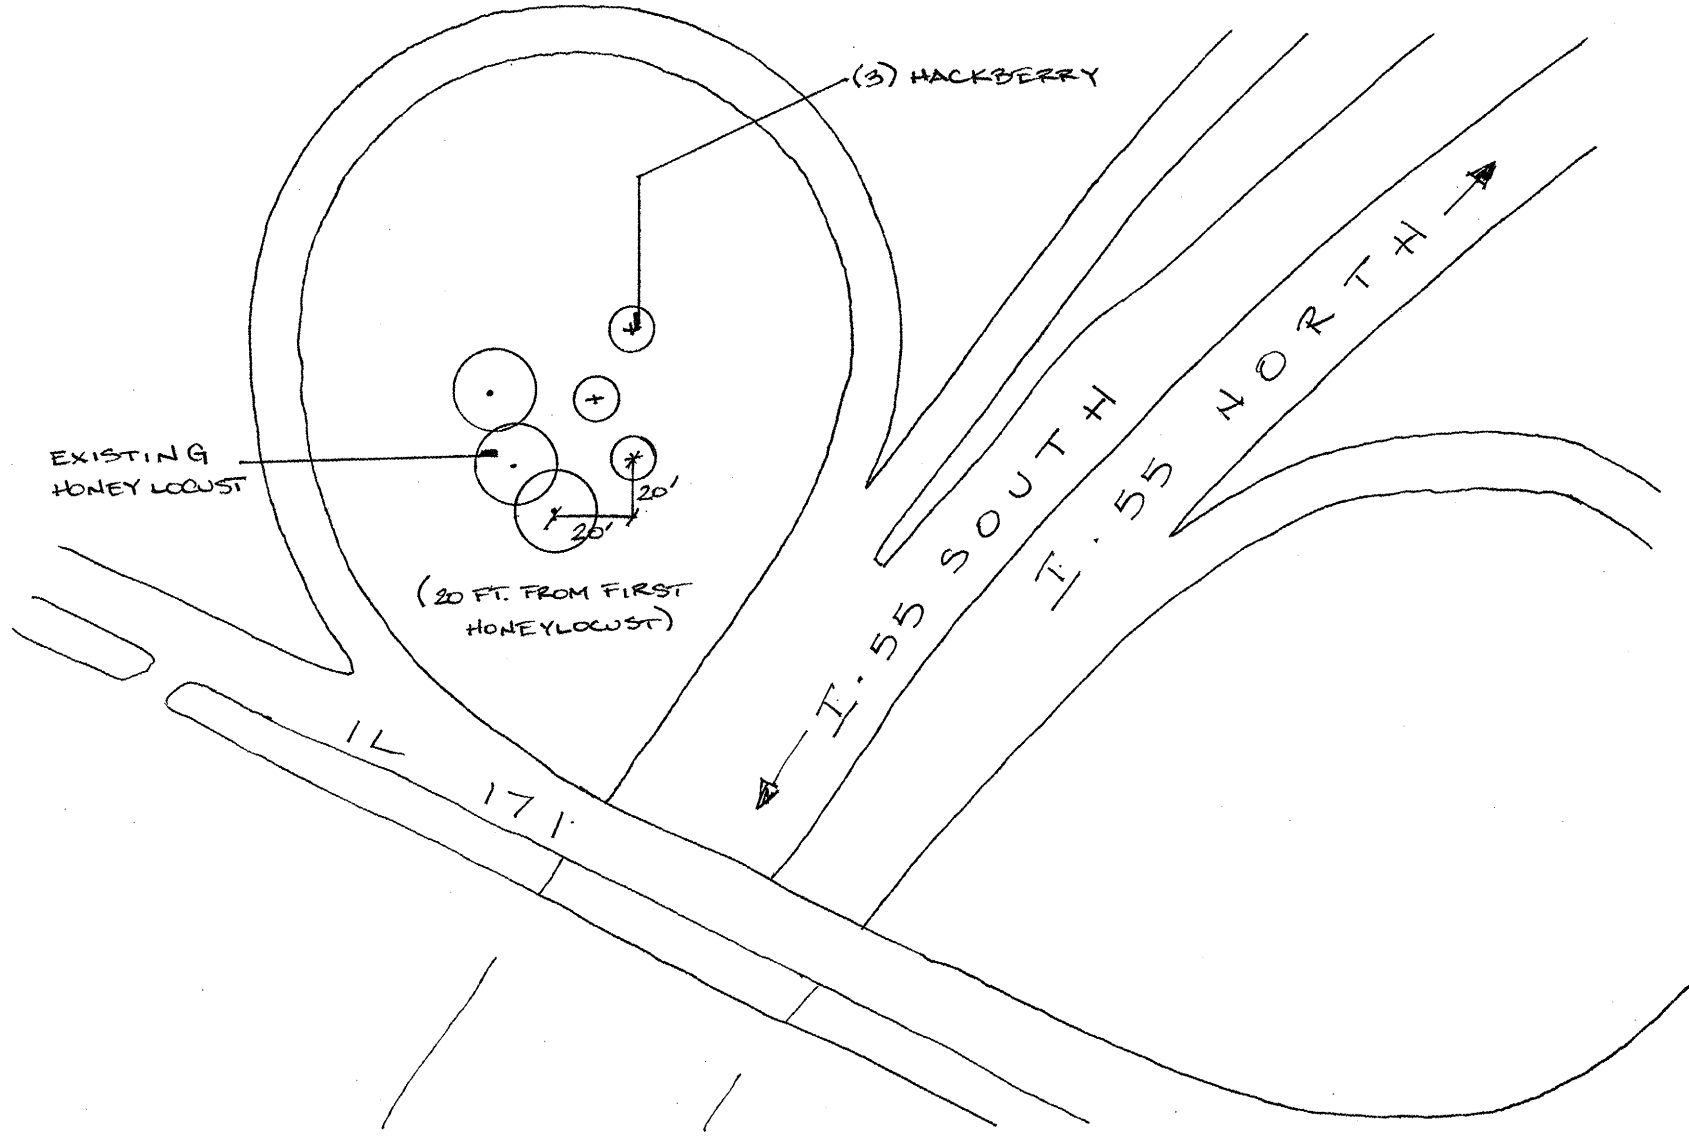 (3) HACKBERRY
EXISTING
HONEY LOCUST
20'
20'
(20 FT. FROM FIRST
HONEYLOCUST)
I-55 SOUTH
I-55 NORTH
IL 171